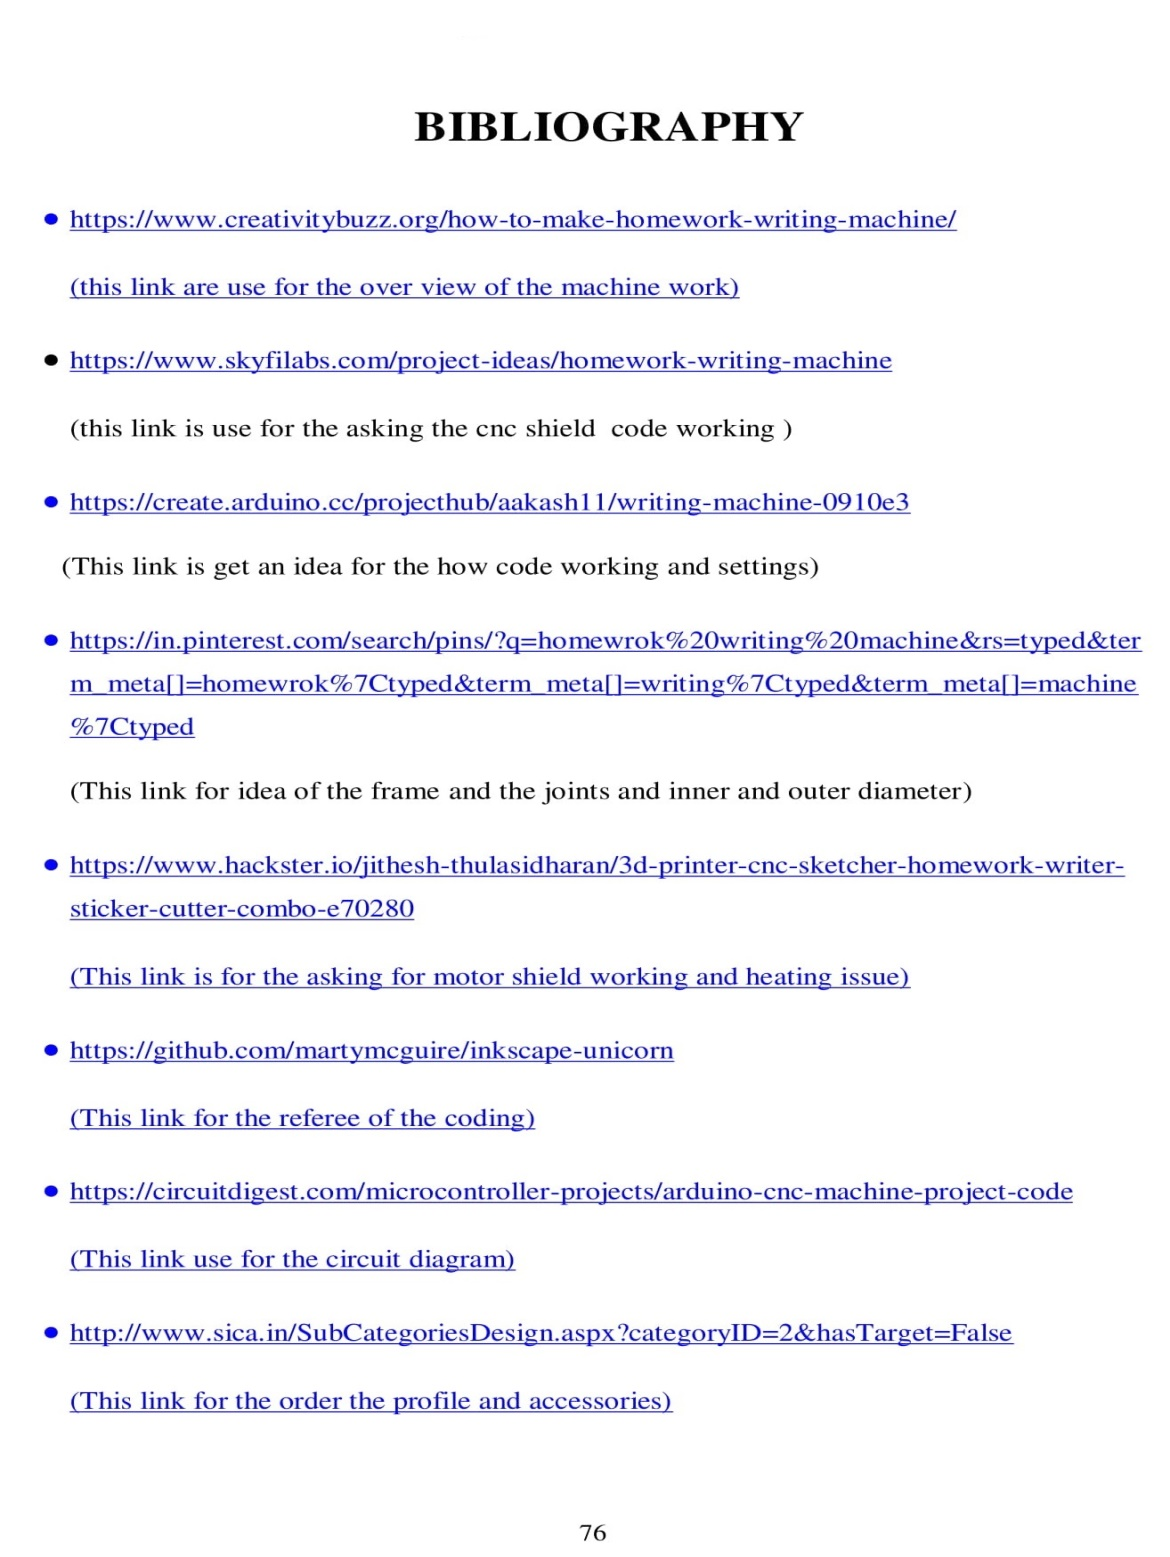 BIBLIOGRAPHY
● https://www.creativitybuzz.org/how-to-make-homework-writing-machine/
(this link are use for the over view of the machine work)
● https://www.skyfilabs.com/project-ideas/homework-writing-machine
(this link is use for the asking the cnc shield  code working )
● https://create.arduino.cc/projecthub/aakash11/writing-machine-0910e3
(This link is get an idea for the how code working and settings)
● https://in.pinterest.com/search/pins/?q=homewrok%20writing%20machine&rs=typed&ter
m_meta[]=homewrok%7Ctyped&term_meta[]=writing%7Ctyped&term_meta[]=machine
%7Ctyped
(This link for idea of the frame and the joints and inner and outer diameter)
● https://www.hackster.io/jithesh-thulasidharan/3d-printer-cnc-sketcher-homework-writer-
sticker-cutter-combo-e70280
(This link is for the asking for motor shield working and heating issue)
● https://github.com/martymcguire/inkscape-unicorn
(This link for the referee of the coding)
● https://circuitdigest.com/microcontroller-projects/arduino-cnc-machine-project-code
(This link use for the circuit diagram)
● http://www.sica.in/SubCategoriesDesign.aspx?categoryID=2&hasTarget=False
(This link for the order the profile and accessories)
76